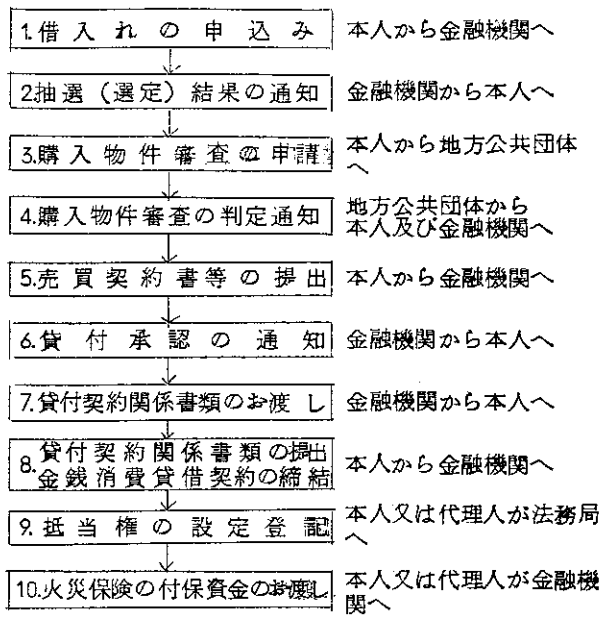 1.借入れの申込み 本人から金融機関へ
2.抽選(選定)結果の通知 金融機関から本人へ
3.購入物件審査の申請 本人から地方公共団体
へ
4.購入物件審査の判定通知 地方公共団体から
本人及び金融機関へ
5.売買契約書等の提出 本人から金融機関へ
6.貸付承認の通知 金融機関から本人へ
7.貸付契約関係書類のお渡し 金融機関から本人へ
8.貸付契約関係書類の提出
金銭消費貸借契約の締結 本人から金融機関へ
9.抵当権の設定登記 本人又は代理人が法務局
へ
10.火災保険の付保資金のお渡し 本人又は代理人が金融機
関へ